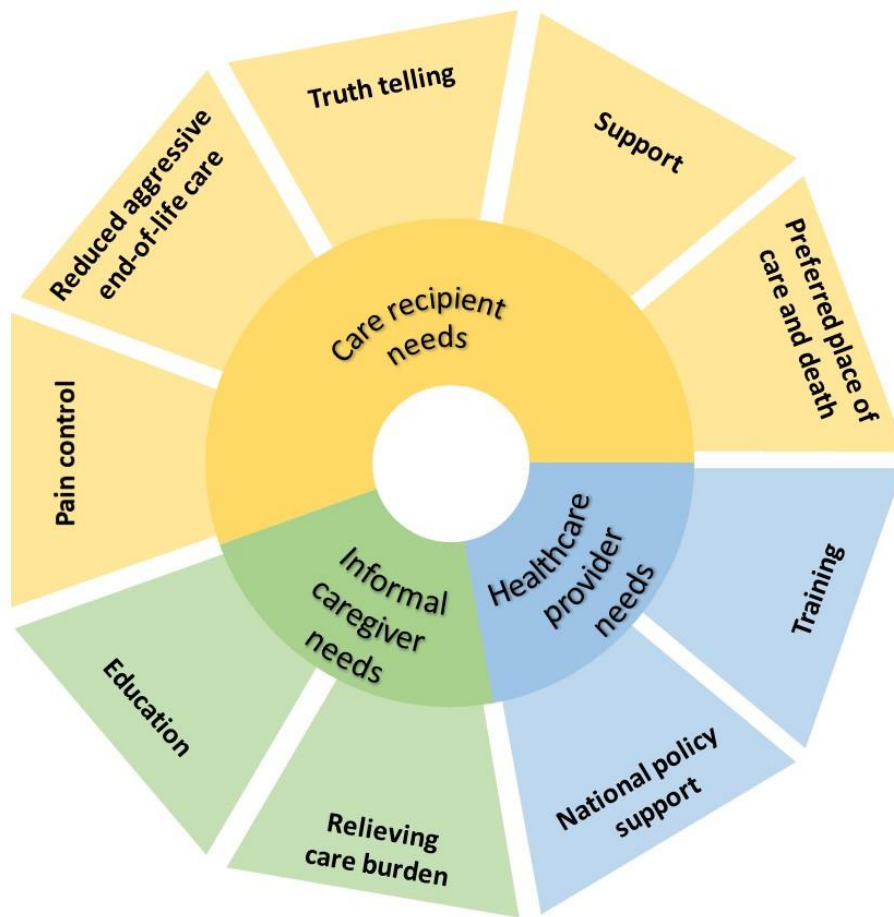 Truth telling
Support
Reduced aggressive
end-of-life care
Preferred place of
care and death
Care recipient
needs
Pain control
Informal
caregiver
needs
Healthcare
provider
needs
Training
Education
National policy
support
Relieving
care burden